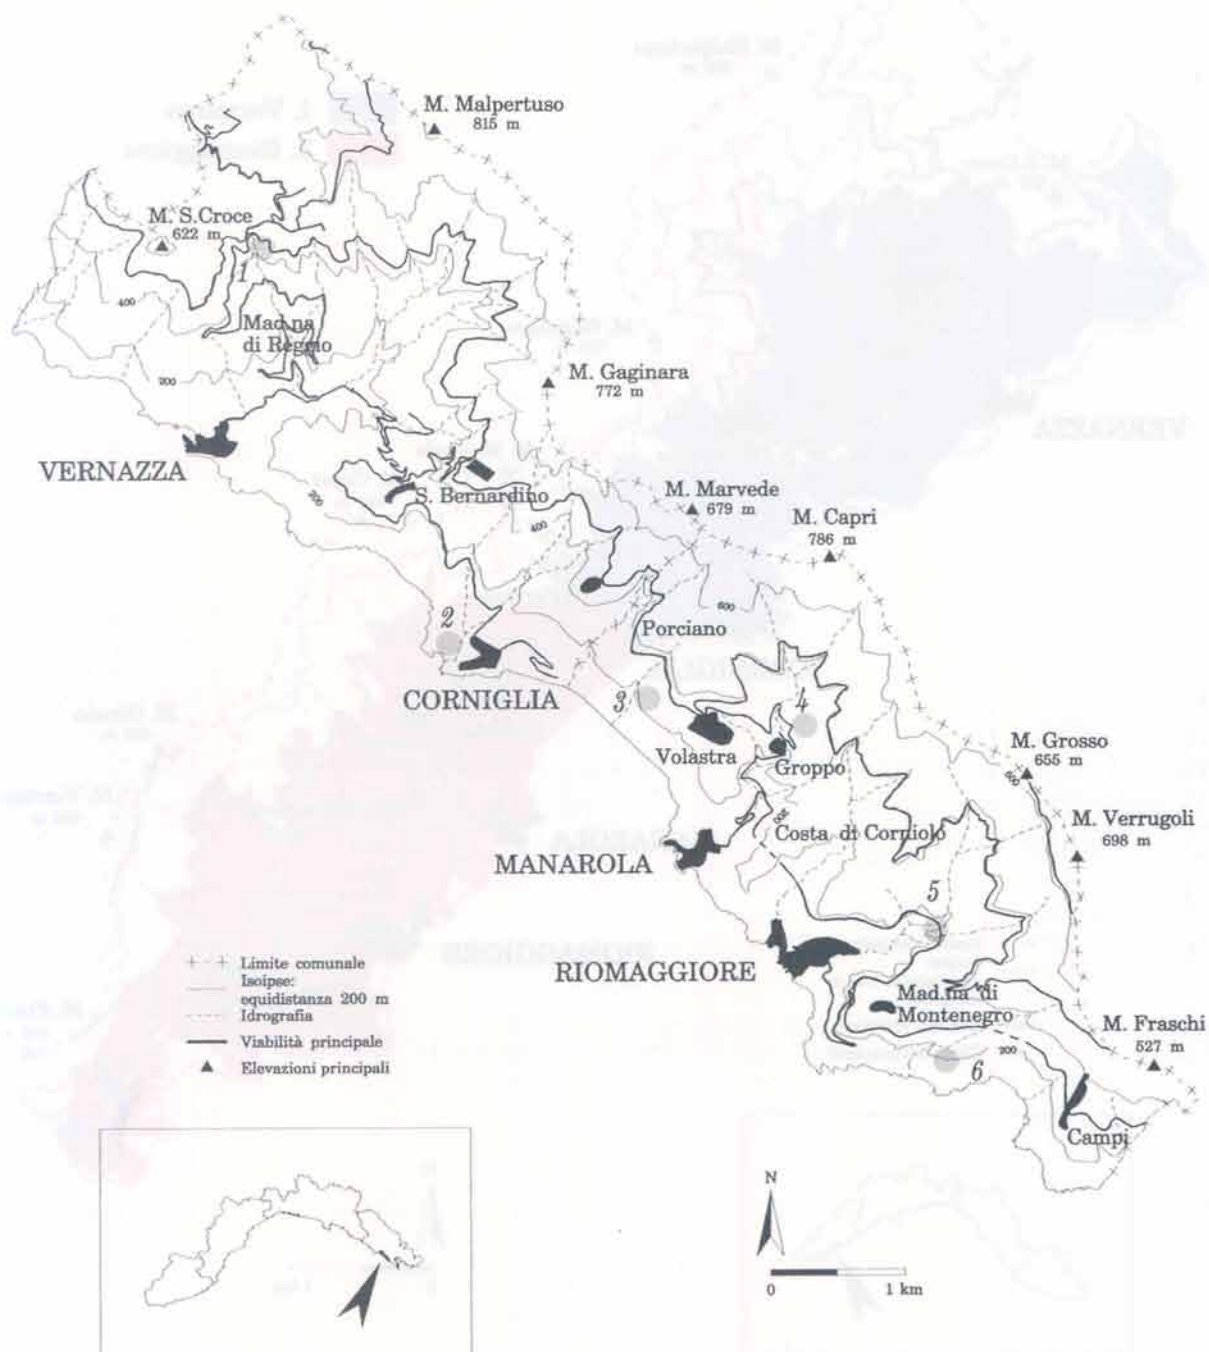 M. Malpertuso
815 m
M. S.Croce
622 m
1
400
Mad.na
di Reggio
200
M. Gaginara
772 m
VERNAZZA
200
S. Bernardino
400
M. Marvede
679 m
M. Capri
786 m
600
2
Porciano
CORNIGLIA
3
4
Volastra
Groppo
M. Grosso
655 m
600
200
Costa di Corniolo
M. Verrugoli
698 m
MANAROLA
5
RIOMAGGIORE
Mad.na di
Montenegro
M. Fraschi
527 m
200
6
Campi
Limite comunale
Isoipse:
equidistanza 200 m
Idrografia
Viabilità principale
Elevazioni principali
N
0 1 km